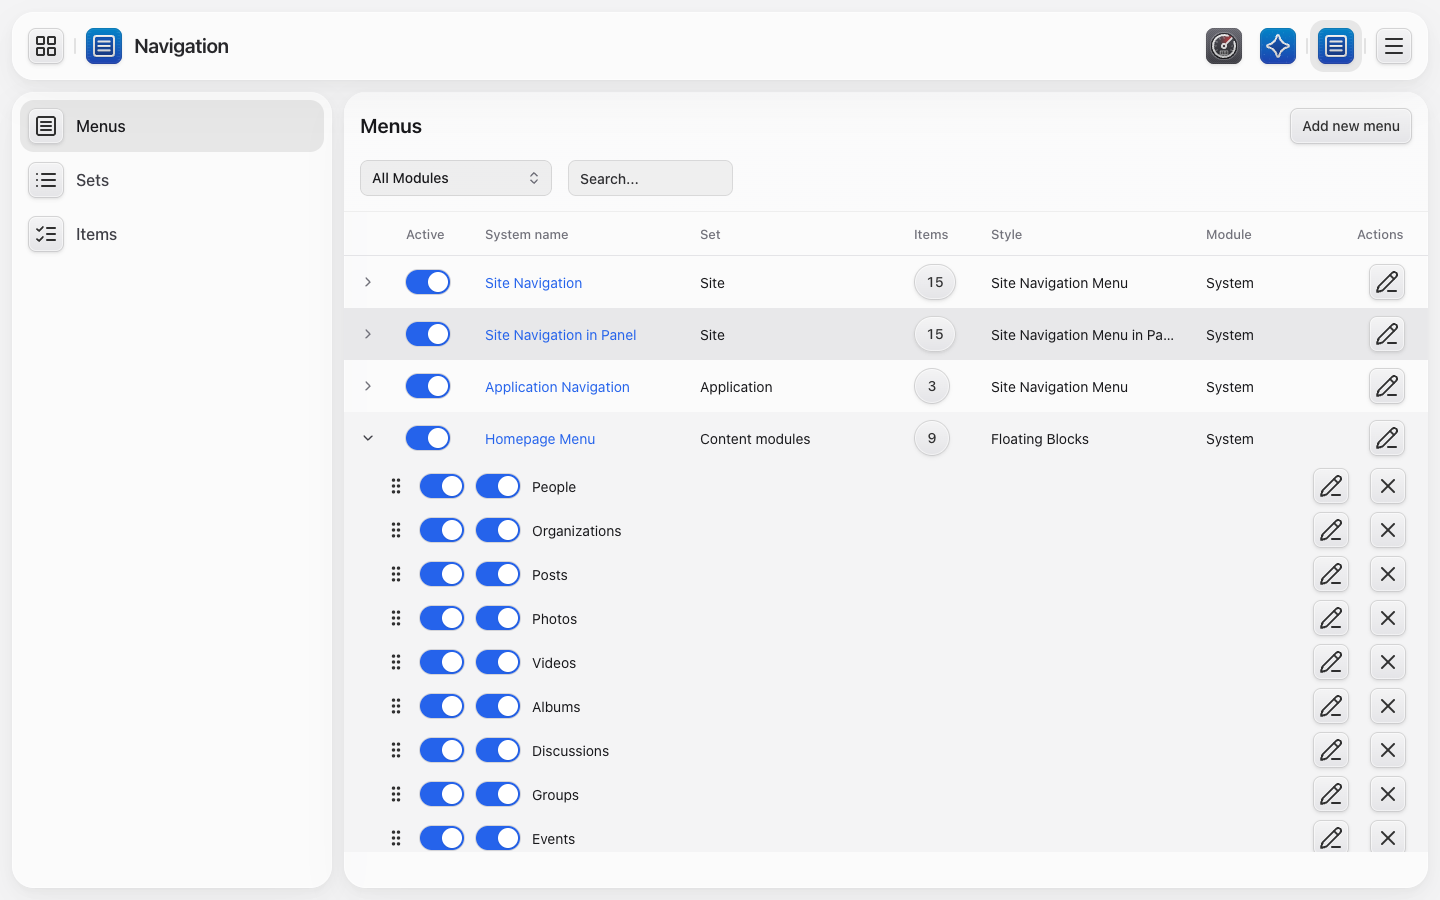 Navigation
Menus
Sets
Items
Menus
Add new menu
All Modules
Search...
Active System name Set Items Style Module Actions
Site Navigation Site 15 Site Navigation Menu System
Site Navigation in Panel Site 15 Site Navigation Menu in Pa... System
Application Navigation Application 3 Site Navigation Menu System
Homepage Menu Content modules 9 Floating Blocks System
People
Organizations
Posts
Photos
Videos
Albums
Discussions
Groups
Events